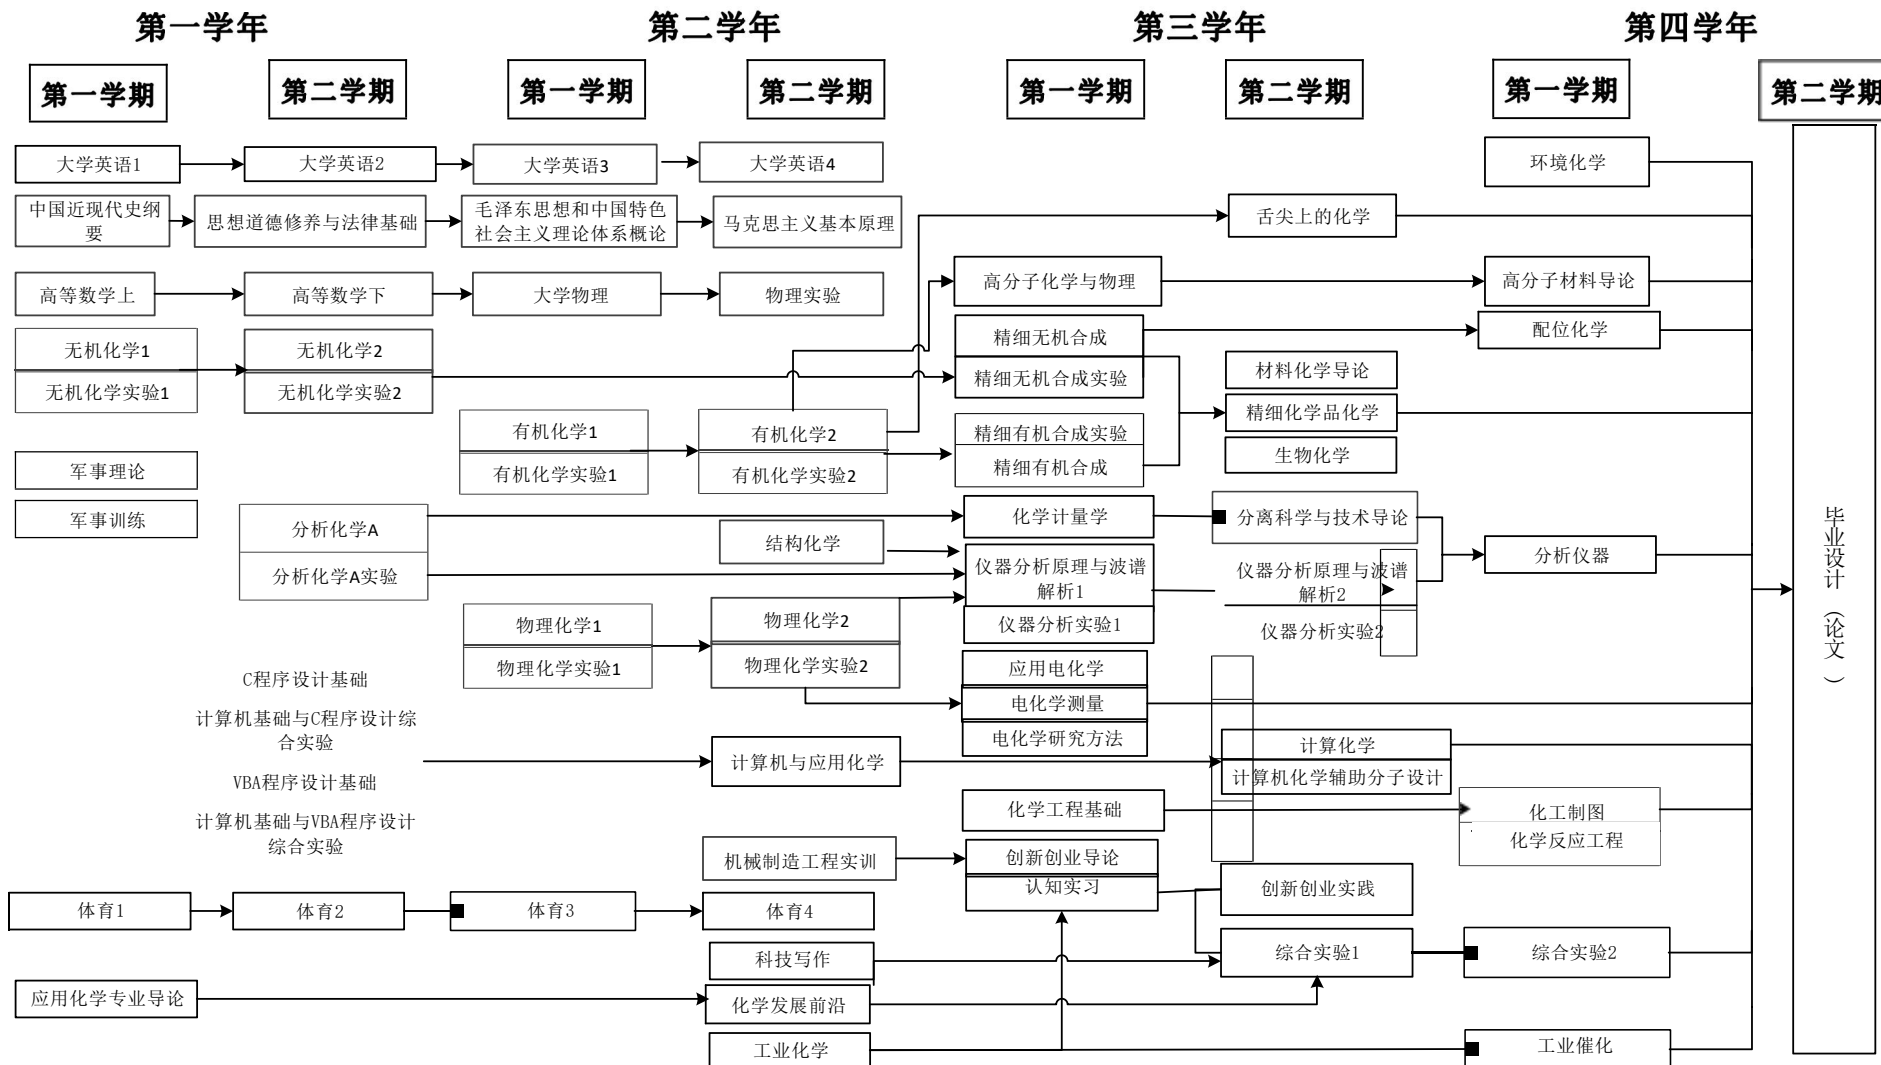 第一学年
第二学年
第三学年
第四学年
第一学期
第二学期
第一学期
第二学期
第一学期
第二学期
第一学期
第二学期
大学英语1
大学英语2
大学英语3
大学英语4
环境化学
中国近现代史纲
要
思想道德修养与法律基础
毛泽东思想和中国特色
社会主义理论体系概论
马克思主义基本原理
舌尖上的化学
高等数学上
高等数学下
大学物理
物理实验
高分子化学与物理
高分子材料导论
无机化学1
无机化学实验1
无机化学2
无机化学实验2
精细无机合成
精细无机合成实验
配位化学
材料化学导论
精细化学品化学
生物化学
有机化学1
有机化学实验1
有机化学2
有机化学实验2
精细有机合成实验
精细有机合成
军事理论
军事训练
分析化学A
分析化学A实验
结构化学
化学计量学
分离科学与技术导论
仪器分析原理与波谱
解析1
仪器分析实验1
仪器分析原理与波谱
解析2
仪器分析实验2
分析仪器
毕业设计（论文）
物理化学1
物理化学实验1
物理化学2
物理化学实验2
应用电化学
电化学测量
电化学研究方法
C程序设计基础
计算机基础与C程序设计综
合实验
VBA程序设计基础
计算机基础与VBA程序设计
综合实验
计算机与应用化学
计算化学
计算机化学辅助分子设计
化学工程基础
化工制图
化学反应工程
机械制造工程实训
创新创业导论
认知实习
创新创业实践
体育1
体育2
体育3
体育4
科技写作
综合实验1
综合实验2
应用化学专业导论
化学发展前沿
工业化学
工业催化